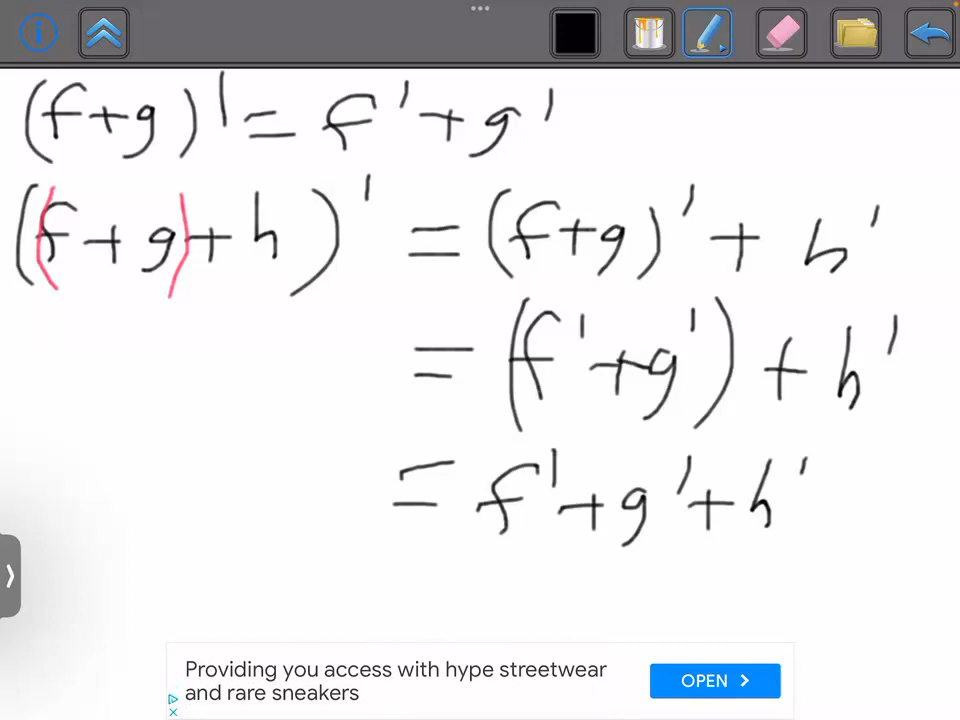 (f+g)' = f'+g'
((f+g)+h)' = (f+g)' + h'
= (f'+g') + h'
= f'+g'+h'
Providing you access with hype streetwear
and rare sneakers
OPEN